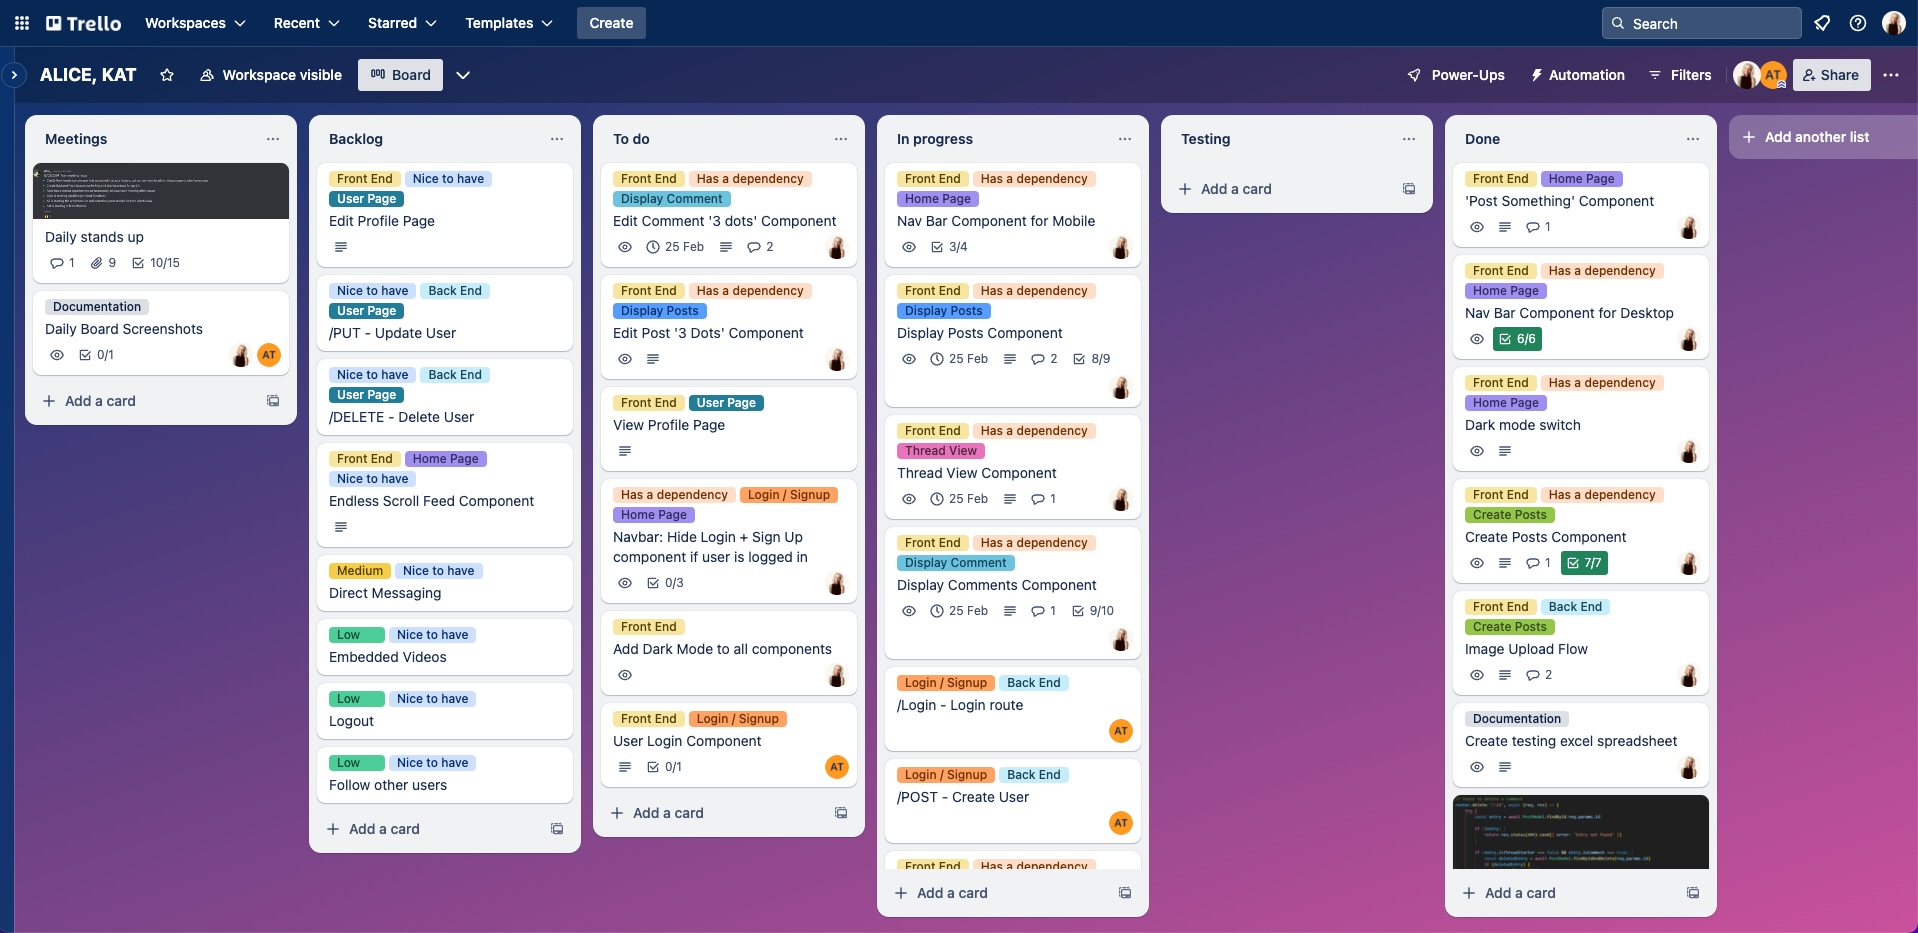 Trello
Workspaces
Recent
Starred
Templates
Create
Search
ALICE, KAT
Workspace visible
Board
Power-Ups
Automation
Filters
AT
Share
Meetings
Daily stands up
1
9
10/15
Documentation
Daily Board Screenshots
0/1
AT
Add a card
Backlog
Front End
Nice to have
User Page
Edit Profile Page
Nice to have
Back End
User Page
/PUT - Update User
Nice to have
Back End
User Page
/DELETE - Delete User
Front End
Home Page
Nice to have
Endless Scroll Feed Component
Medium
Nice to have
Direct Messaging
Low
Nice to have
Embedded Videos
Low
Nice to have
Logout
Low
Nice to have
Follow other users
Add a card
To do
Front End
Has a dependency
Display Comment
Edit Comment '3 dots' Component
25 Feb
2
Front End
Has a dependency
Display Posts
Edit Post '3 Dots' Component
Front End
User Page
View Profile Page
Has a dependency
Login / Signup
Home Page
Navbar: Hide Login + Sign Up
component if user is logged in
0/3
Front End
Add Dark Mode to all components
Front End
Login / Signup
User Login Component
0/1
AT
Add a card
In progress
Front End
Has a dependency
Home Page
Nav Bar Component for Mobile
3/4
Front End
Has a dependency
Display Posts
Display Posts Component
25 Feb
2
8/9
Front End
Has a dependency
Thread View
Thread View Component
25 Feb
1
Front End
Has a dependency
Display Comment
Display Comments Component
25 Feb
1
9/10
Login / Signup
Back End
/Login - Login route
AT
Login / Signup
Back End
/POST - Create User
AT
Front End
Has a dependency
Add a card
Testing
Add a card
Done
Front End
Home Page
'Post Something' Component
1
Front End
Has a dependency
Home Page
Nav Bar Component for Desktop
6/6
Front End
Has a dependency
Home Page
Dark mode switch
Front End
Has a dependency
Create Posts
Create Posts Component
1
7/7
Front End
Back End
Create Posts
Image Upload Flow
2
Documentation
Create testing excel spreadsheet
Add a card
Add another list